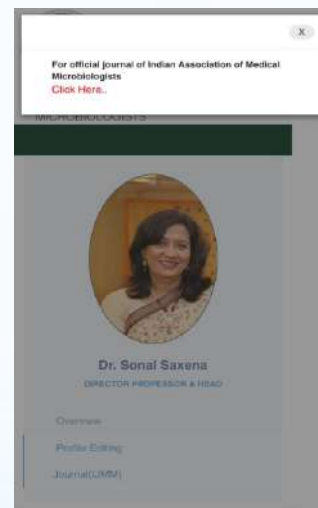 X
For official journal of Indian Association of Medical
Microbiologists
Click Here..
MICROBIOLOGISTS
Dr. Sonal Saxena
DIRECTOR PROFESSOR & HEAD
Overview
Profile Editing
Journal(IJMM)